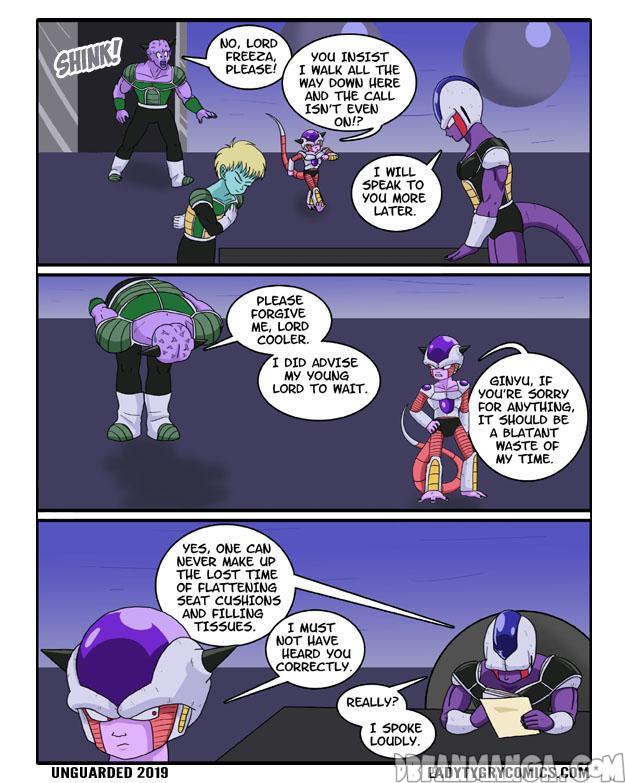 SHINK!
NO, LORD
FREEZA,
PLEASE!
YOU INSIST
I WALK ALL THE
WAY DOWN HERE
AND THE CALL
ISN'T EVEN
ON!?
I WILL
SPEAK TO
YOU MORE
LATER.
PLEASE
FORGIVE
ME, LORD
COOLER.
I DID ADVISE
MY YOUNG
LORD TO WAIT.
GINYU, IF
YOU'RE SORRY
FOR ANYTHING,
IT SHOULD BE
A BLATANT
WASTE OF
MY TIME.
YES, ONE CAN
NEVER MAKE UP
THE LOST TIME
OF FLATTENING
SEAT CUSHIONS
AND FILLING
TISSUES.
I MUST
NOT HAVE
HEARD YOU
CORRECTLY.
REALLY?
I SPOKE
LOUDLY.
UNGUARDED 2019
LADYTYGRYCOMICS.COM
DBEANMANGA.COM